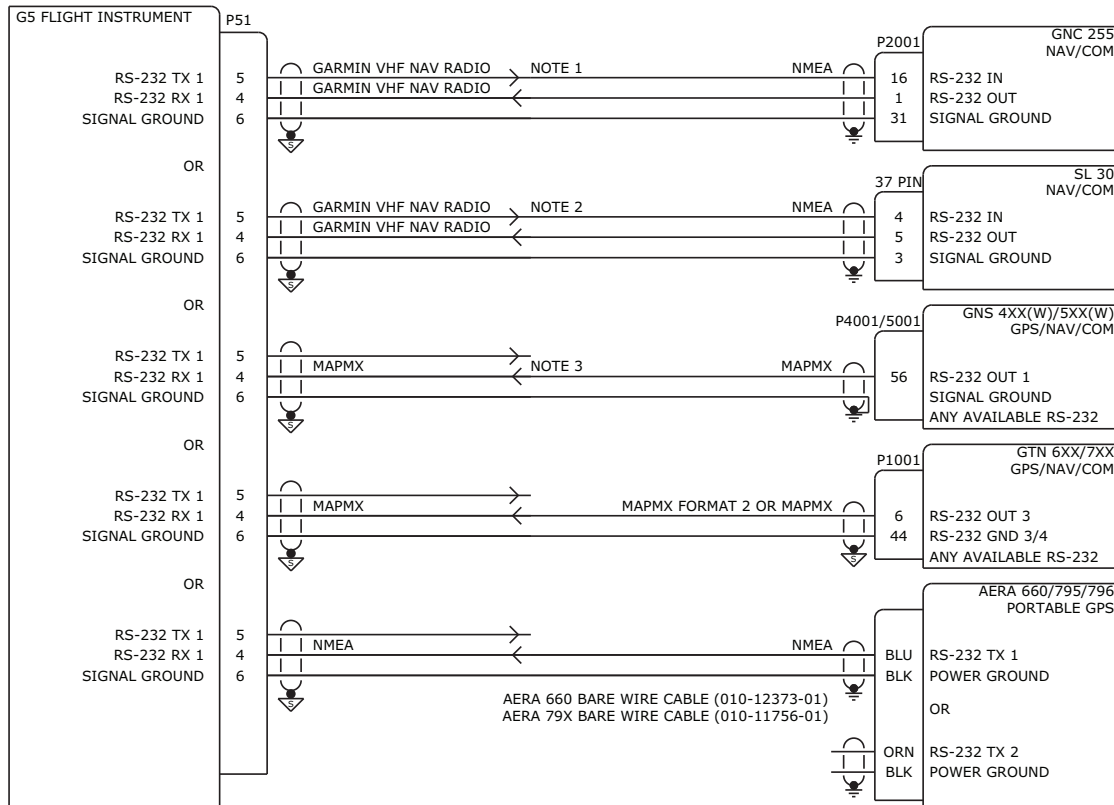 G5 FLIGHT INSTRUMENT
P51
RS-232 TX 1 5 GARMIN VHF NAV RADIO NOTE 1 NMEA
RS-232 RX 1 4 GARMIN VHF NAV RADIO
SIGNAL GROUND 6
S
P2001
GNC 255
NAV/COM
16 RS-232 IN
1 RS-232 OUT
31 SIGNAL GROUND
OR
RS-232 TX 1 5 GARMIN VHF NAV RADIO NOTE 2 NMEA
RS-232 RX 1 4 GARMIN VHF NAV RADIO
SIGNAL GROUND 6
S
37 PIN
SL 30
NAV/COM
4 RS-232 IN
5 RS-232 OUT
3 SIGNAL GROUND
OR
RS-232 TX 1 5
RS-232 RX 1 4 MAPMX NOTE 3 MAPMX
SIGNAL GROUND 6
S
P4001/5001
GNS 4XX(W)/5XX(W)
GPS/NAV/COM
56 RS-232 OUT 1
SIGNAL GROUND
ANY AVAILABLE RS-232
OR
RS-232 TX 1 5
RS-232 RX 1 4 MAPMX MAPMX FORMAT 2 OR MAPMX
SIGNAL GROUND 6
S
S
P1001
GTN 6XX/7XX
GPS/NAV/COM
6 RS-232 OUT 3
44 RS-232 GND 3/4
ANY AVAILABLE RS-232
OR
RS-232 TX 1 5
RS-232 RX 1 4 NMEA NMEA
SIGNAL GROUND 6
S
AERA 660/795/796
PORTABLE GPS
BLU RS-232 TX 1
BLK POWER GROUND
AERA 660 BARE WIRE CABLE (010-12373-01)
AERA 79X BARE WIRE CABLE (010-11756-01)
OR
ORN RS-232 TX 2
BLK POWER GROUND